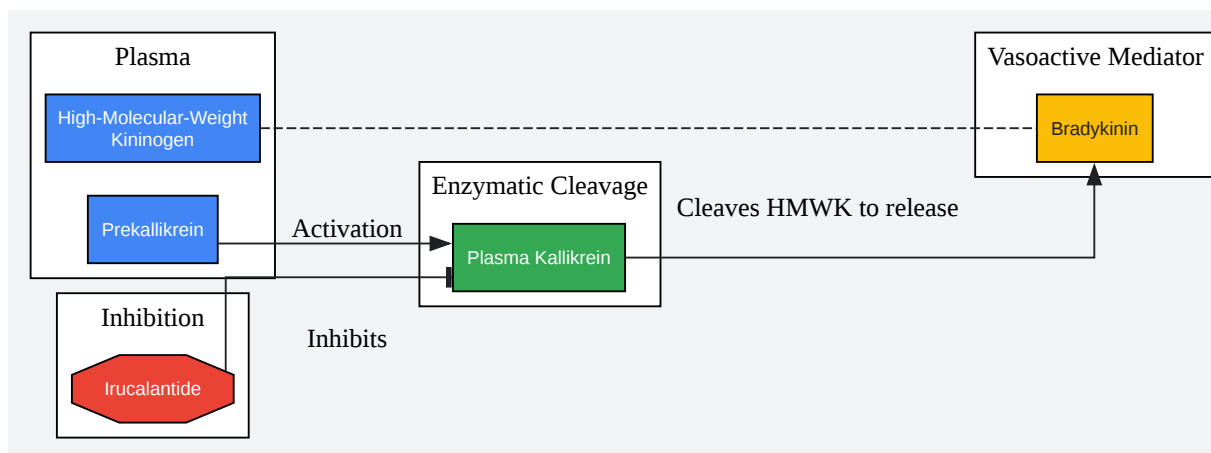 Plasma
High-Molecular-Weight
Kininogen
Prekallikrein
Activation
Enzymatic Cleavage
Plasma Kallikrein
Cleaves HMWK to release
Vasoactive Mediator
Bradykinin
Inhibition
Irucalantide
Inhibits